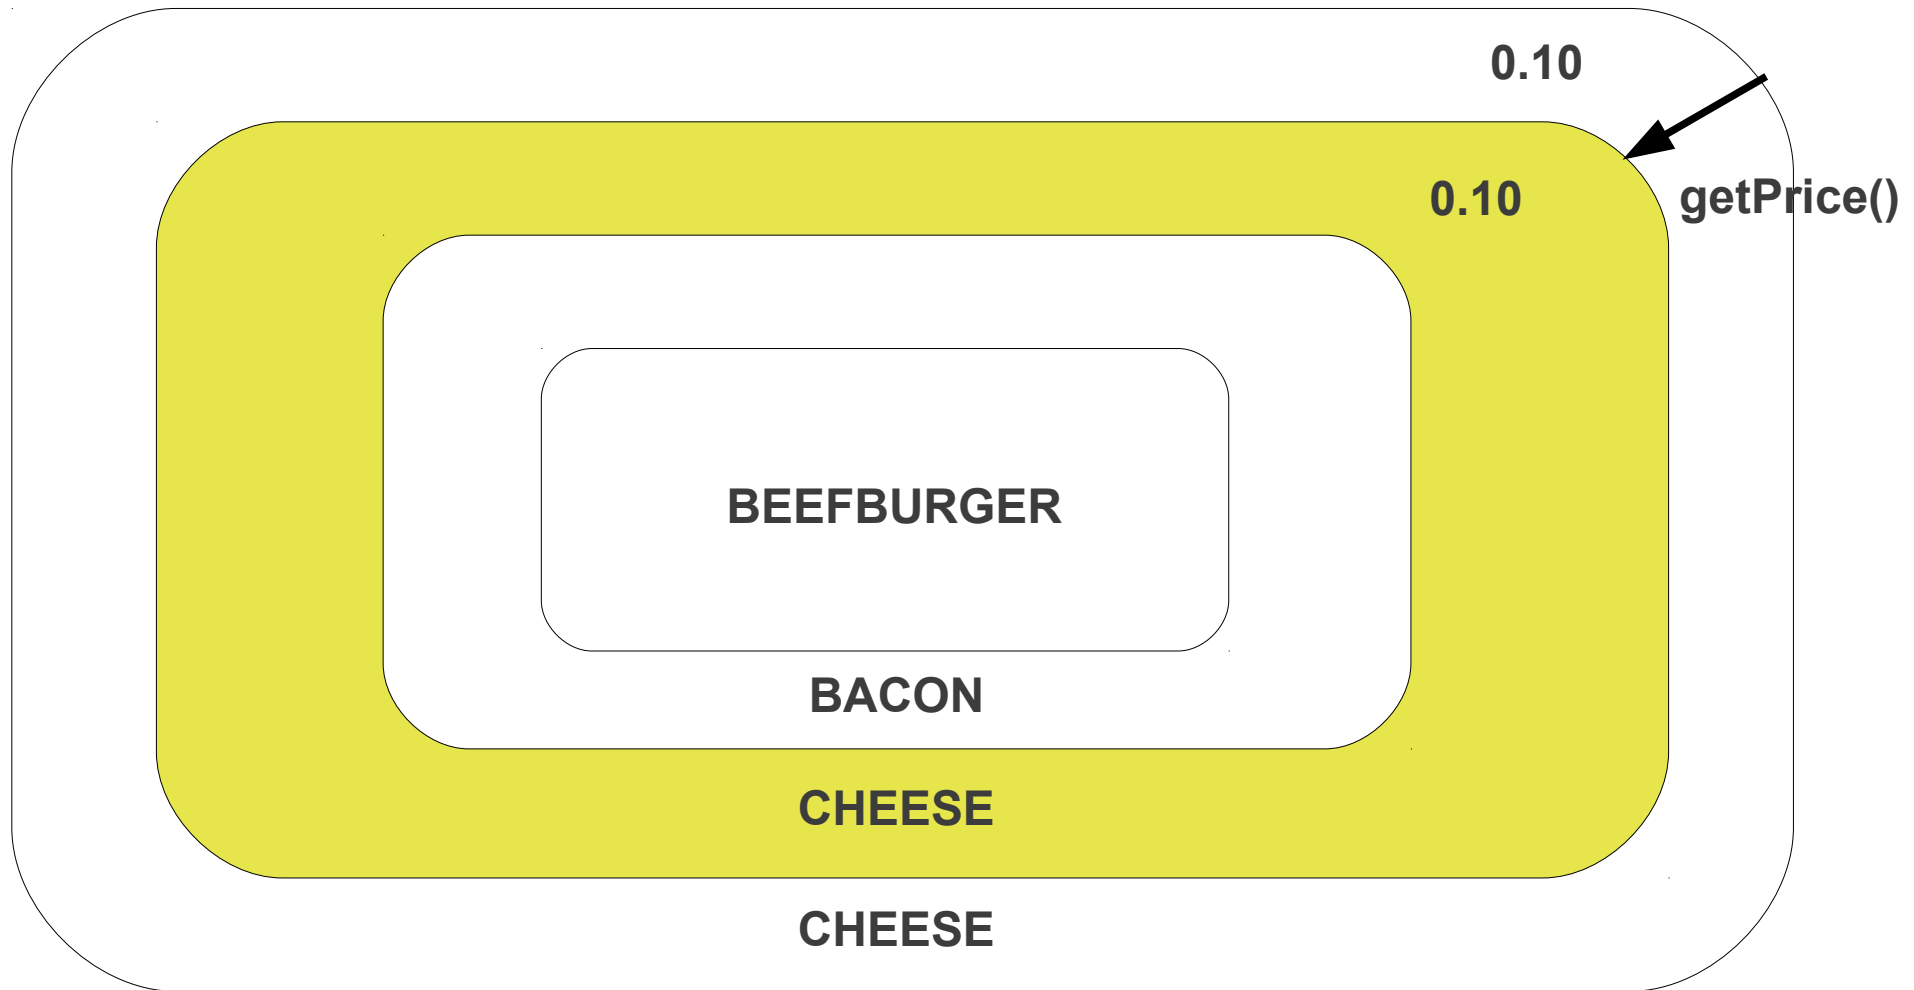 0.10
0.10
getPrice()
BEEFBURGER
BACON
CHEESE
CHEESE